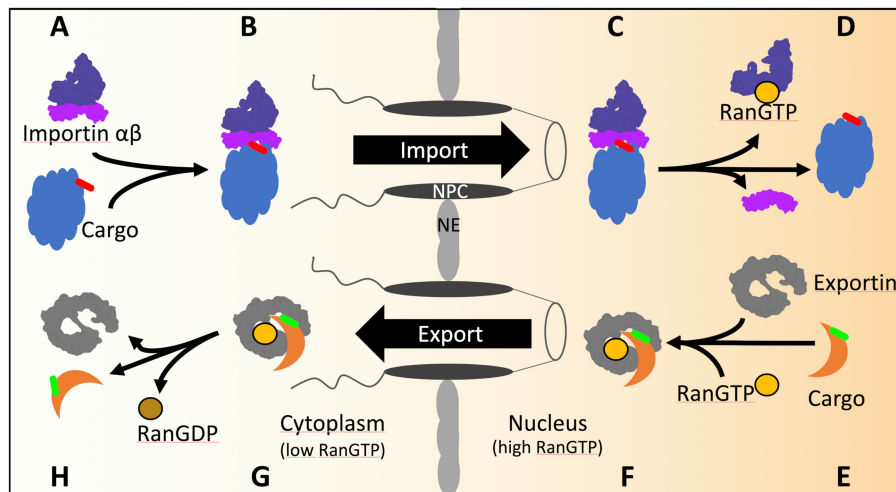 A B C D
Importin αβ
Cargo
Import
NPC
NE
RanGTP
Export
Exportin
RanGTP
Cargo
RanGDP
Cytoplasm
(low RanGTP)
Nucleus
(high RanGTP)
H G F E